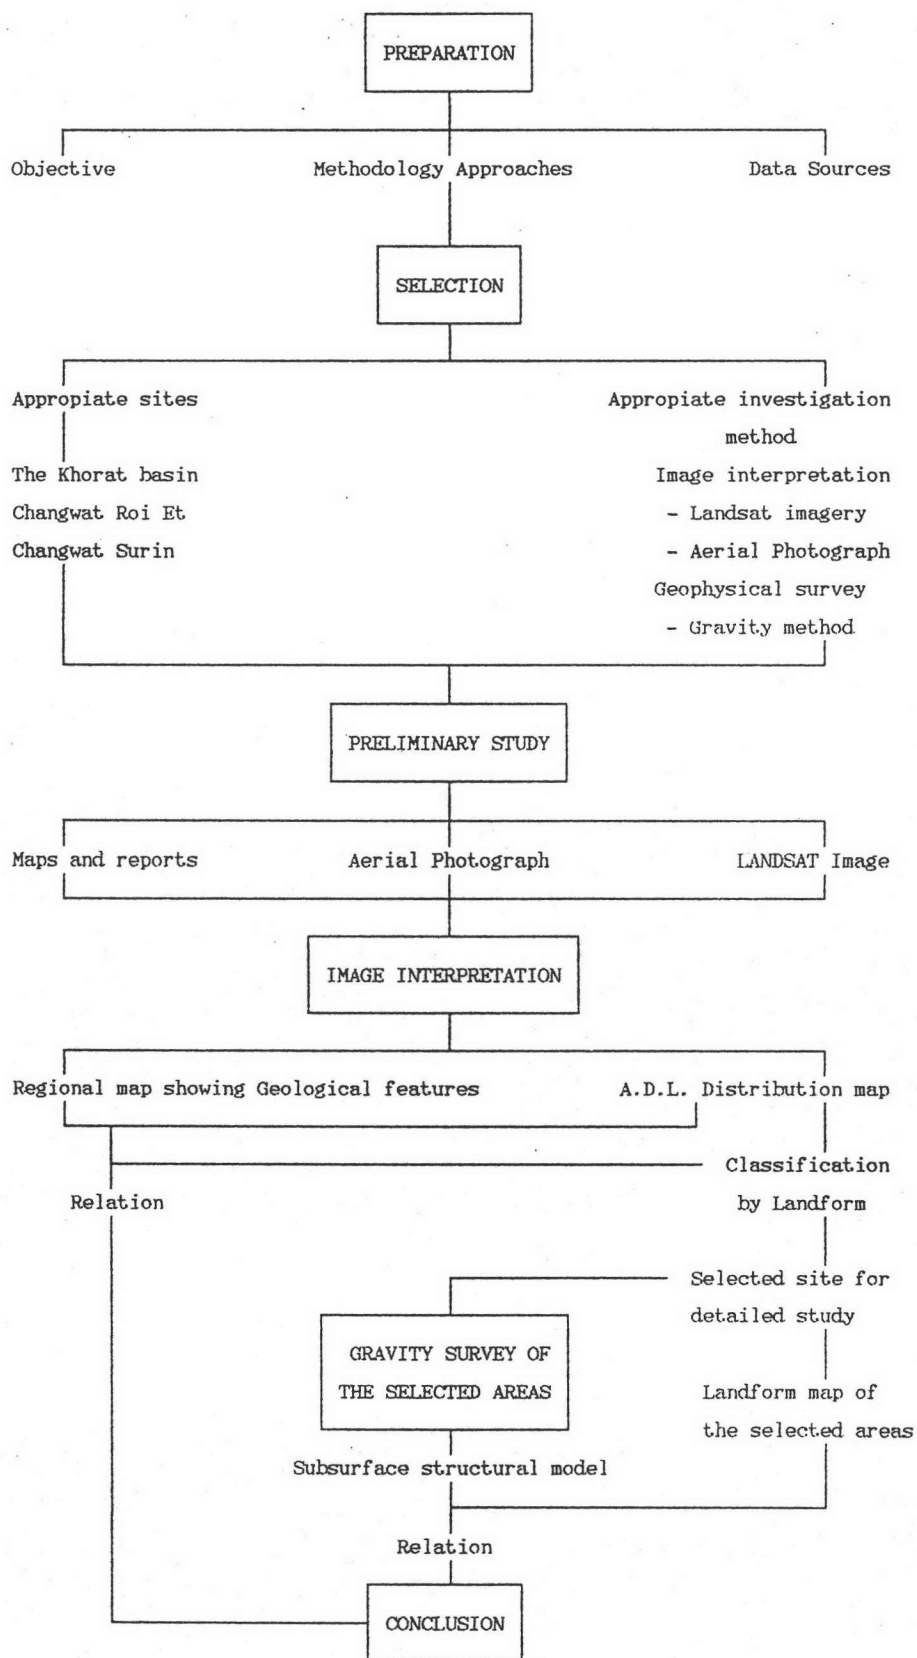 PREPARATION
Objective
Methodology Approaches
Data Sources
SELECTION
Appropiate sites
The Khorat basin
Changwat Roi Et
Changwat Surin
Appropiate investigation
method
Image interpretation
- Landsat imagery
- Aerial Photograph
Geophysical survey
- Gravity method
PRELIMINARY STUDY
Maps and reports
Aerial Photograph
LANDSAT Image
IMAGE INTERPRETATION
Regional map showing Geological features
A.D.L. Distribution map
Classification
by Landform
Relation
Selected site for
detailed study
GRAVITY SURVEY OF
THE SELECTED AREAS
Landform map of
the selected areas
Subsurface structural model
Relation
CONCLUSION